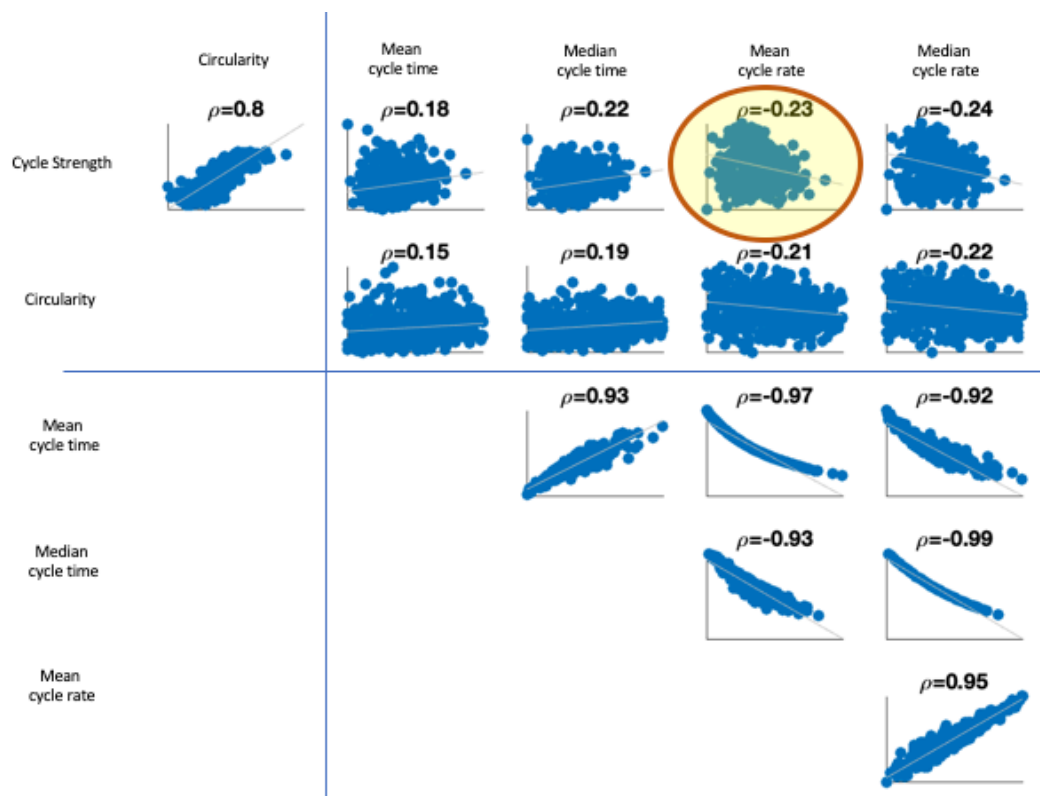 Circularity
Mean
cycle time
Median
cycle time
Mean
cycle rate
Median
cycle rate
Cycle Strength
ρ=0.8
ρ=0.18
ρ=0.22
ρ=-0.23
ρ=-0.24
Circularity
ρ=0.15
ρ=0.19
ρ=-0.21
ρ=-0.22
Mean
cycle time
ρ=0.93
ρ=-0.97
ρ=-0.92
Median
cycle time
ρ=-0.93
ρ=-0.99
Mean
cycle rate
ρ=0.95